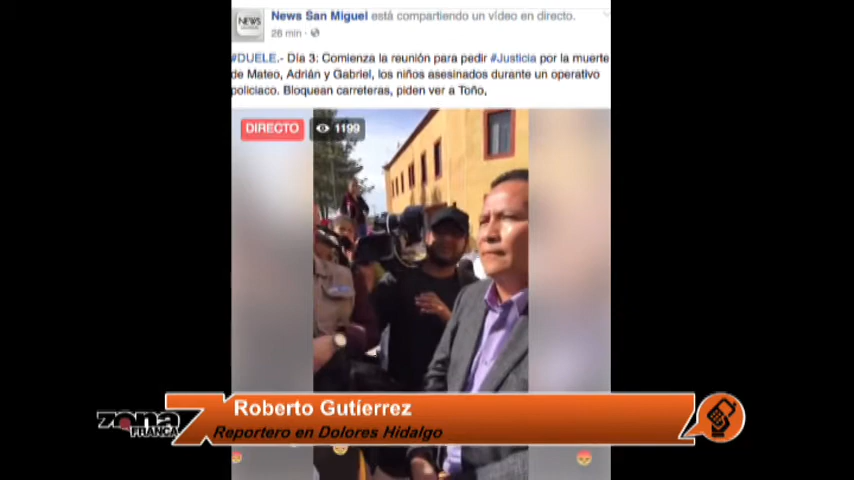 NEWS
News San Miguel está compartiendo un vídeo en directo.
26 min ·
#DUELE.- Día 3: Comienza la reunión para pedir #Justicia por la muerte
de Mateo, Adrián y Gabriel, los niños asesinados durante un operativo
policiaco. Bloquean carreteras, piden ver a Toño,
DIRECTO 1199
Roberto Gutíerrez
Reportero en Dolores Hidalgo
zona
FRANCA